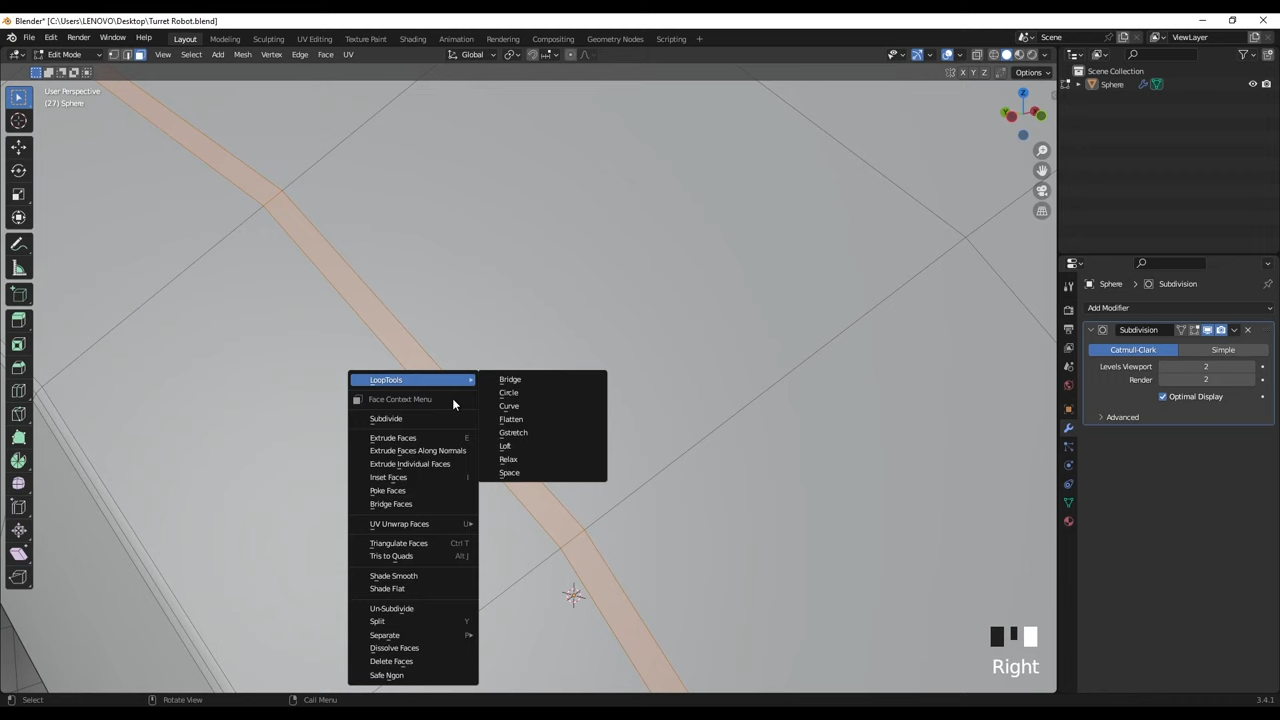 Blender* [C:\Users\LENOVO\Desktop\Turret Robot.blend]
File Edit Render Window Help Layout Modeling Sculpting UV Editing Texture Paint Shading Animation Rendering Compositing Geometry Nodes Scripting + Scene ViewLayer
Edit Mode View Select Add Mesh Vertex Edge Face UV Global
X Y Z Options
Scene Collection
Sphere
User Perspective
(27) Sphere
Z
Sphere > Subdivision
Add Modifier
Subdivision
Catmull-Clark Simple
Levels Viewport 2
Render 2
Optimal Display
Advanced
LoopTools
Face Context Menu
Subdivide
Extrude Faces E
Extrude Faces Along Normals
Extrude Individual Faces
Inset Faces I
Poke Faces
Bridge Faces
UV Unwrap Faces U
Triangulate Faces Ctrl T
Tris to Quads Alt J
Shade Smooth
Shade Flat
Un-Subdivide
Split Y
Separate P
Dissolve Faces
Delete Faces
Safe Ngon
Bridge
Circle
Curve
Flatten
Gstretch
Loft
Relax
Space
Right
Select Rotate View Call Menu 3.4.1